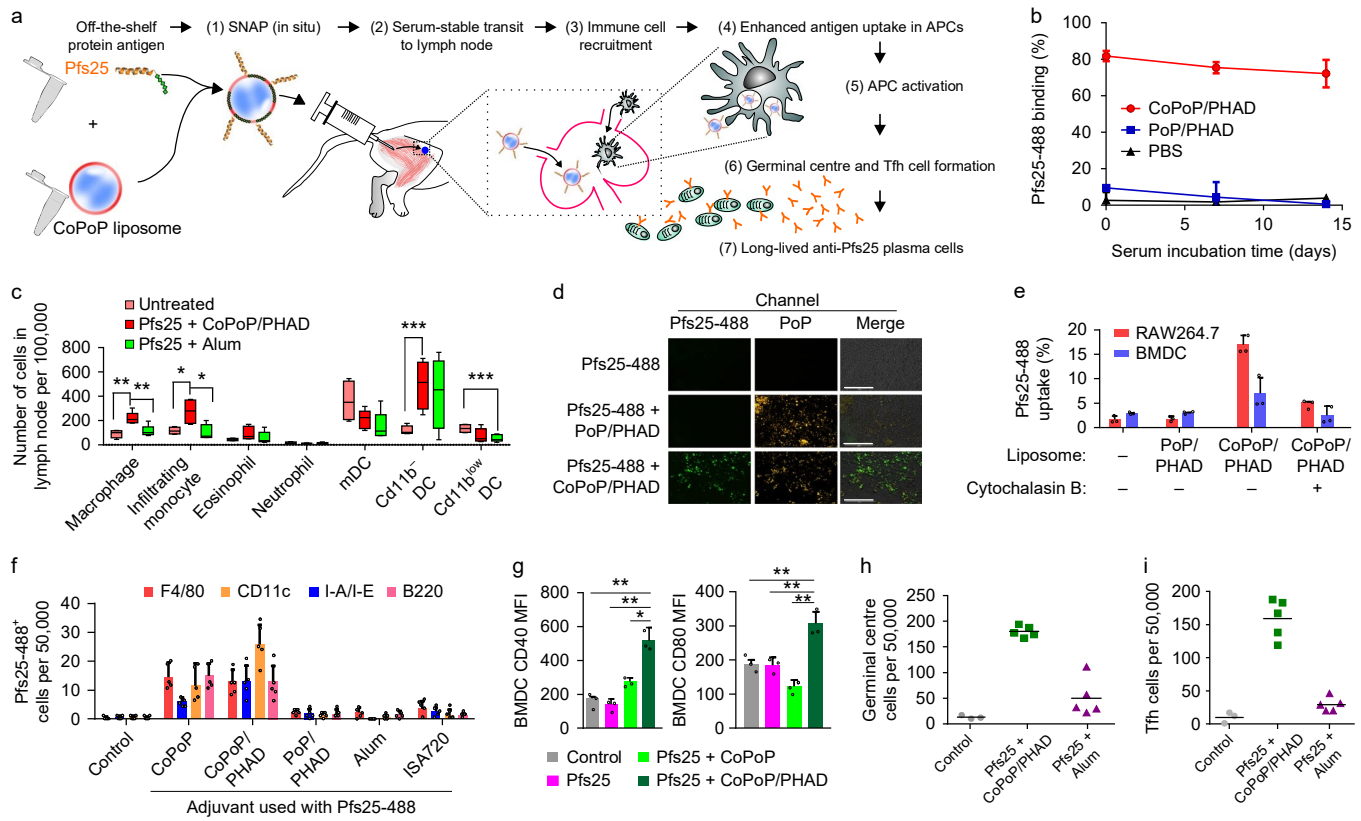 a
Off-the-shelf
protein antigen
Pfs25
+
CoPoP liposome
(1) SNAP (in situ)
(2) Serum-stable transit
to lymph node
(3) Immune cell
recruitment
(4) Enhanced antigen uptake in APCs
(5) APC activation
(6) Germinal centre and Tfh cell formation
(7) Long-lived anti-Pfs25 plasma cells
b
Pfs25-488 binding (%)
100
80
60
40
20
0
CoPoP/PHAD
PoP/PHAD
PBS
0 5 10 15
Serum incubation time (days)
c
Number of cells in
lymph node per 100,000
Untreated
Pfs25 + CoPoP/PHAD
Pfs25 + Alum
800
600
400
200
0
** ** * * *** ***
Macrophage
Infiltrating
monocyte
Eosinophil
Neutrophil
mDC
Cd11b–
DC
Cd11blow
DC
d
Channel
Pfs25-488 PoP Merge
Pfs25-488
Pfs25-488 +
PoP/PHAD
Pfs25-488 +
CoPoP/PHAD
e
Pfs25-488
uptake (%)
20
15
10
5
0
RAW264.7
BMDC
Liposome: – PoP/ CoPoP/ CoPoP/
PHAD PHAD PHAD
Cytochalasin B: – – – +
f
Pfs25-488+
cells per 50,000
F4/80 CD11c I-A/I-E B220
40
30
20
10
0
Control
CoPoP
CoPoP/
PHAD
PoP/
PHAD
Alum
ISA720
Adjuvant used with Pfs25-488
g
BMDC CD40 MFI
800
600
400
200
0
**
**
*
BMDC CD80 MFI
400
300
200
100
0
**
**
**
Control Pfs25 + CoPoP
Pfs25 Pfs25 + CoPoP/PHAD
h
Germinal centre
cells per 50,000
250
200
150
100
50
0
Control
Pfs25 +
CoPoP/PHAD
Pfs25 +
Alum
i
Tfh cells per 50,000
200
150
100
50
0
Control
Pfs25 +
CoPoP/PHAD
Pfs25 +
Alum